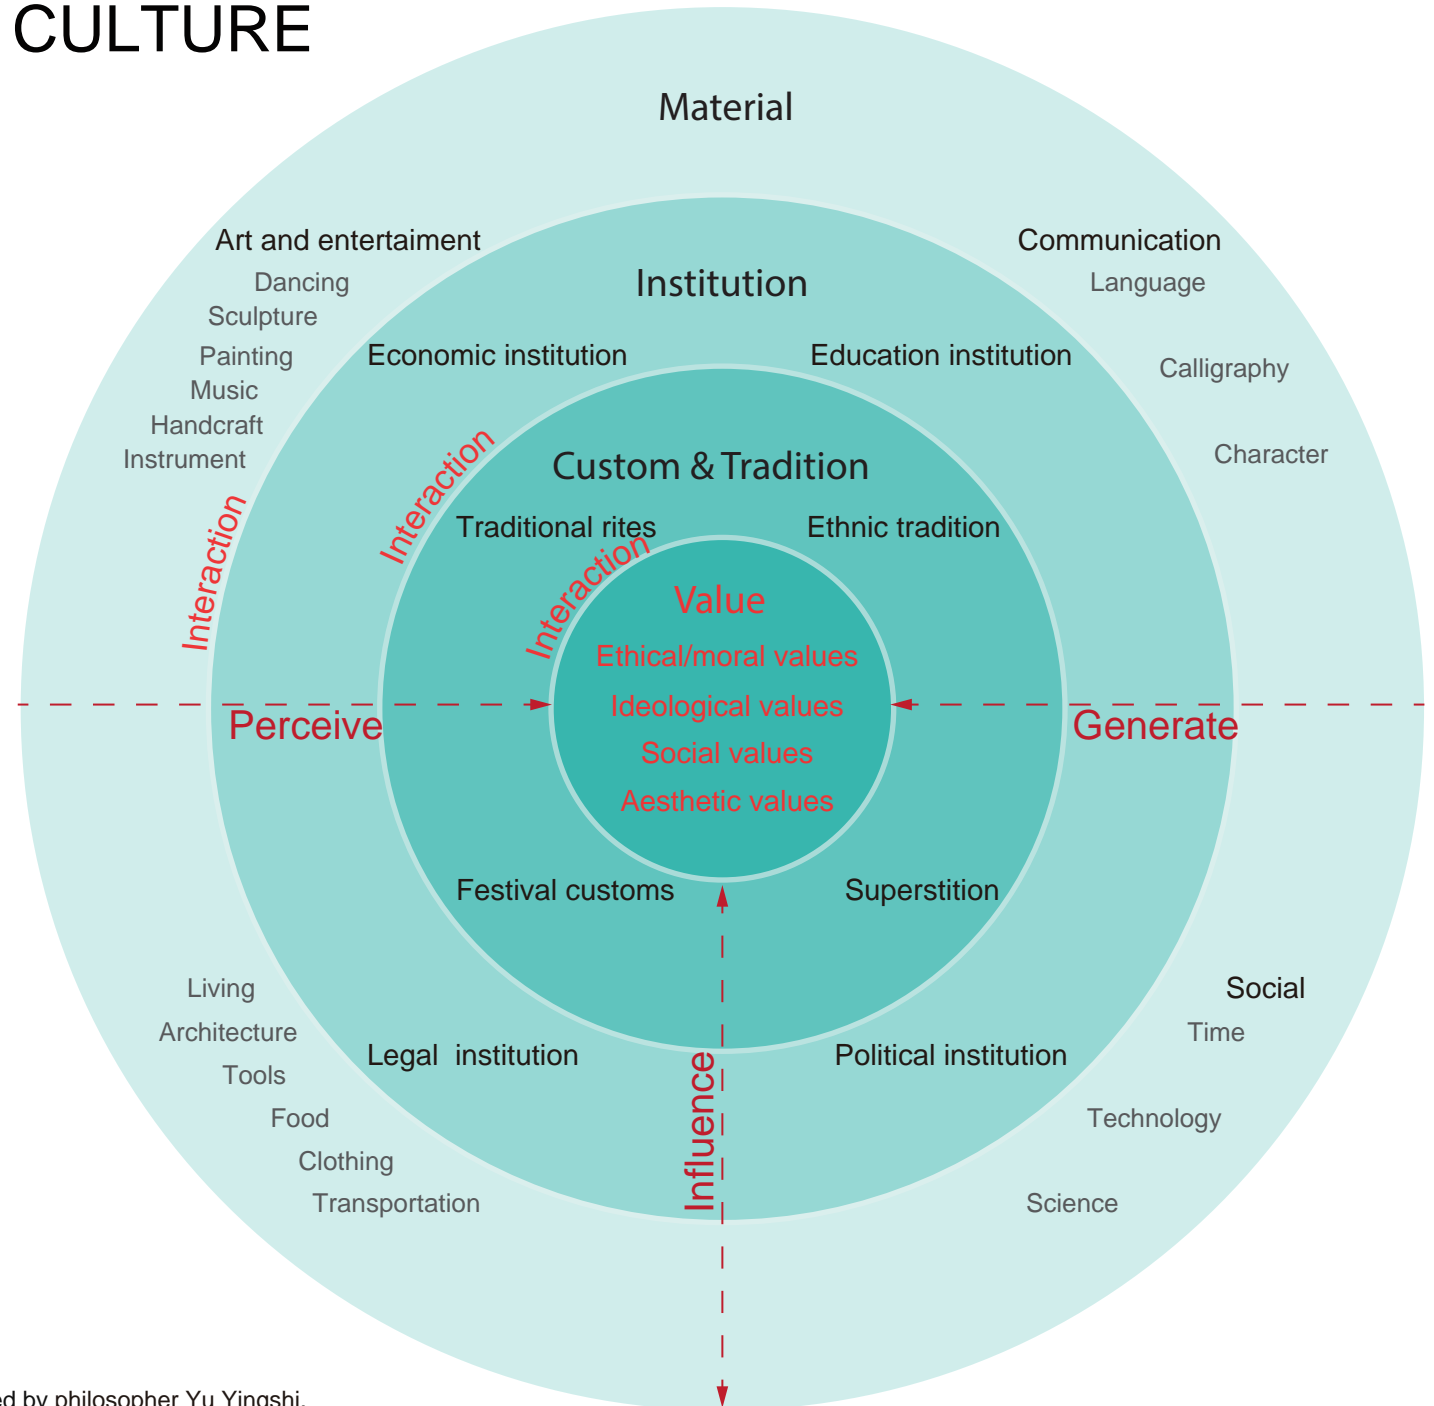 CULTURE
Material
Art and entertaiment
Dancing
Sculpture
Painting
Music
Handcraft
Instrument
Communication
Language
Calligraphy
Character
Institution
Economic institution
Education institution
Custom & Tradition
Traditional rites
Ethnic tradition
Interaction
Interaction
Interaction
Value
Ethical/moral values
Ideological values
Social values
Aesthetic values
Perceive
Generate
Festival customs
Superstition
Legal  institution
Political institution
Influence
Living
Architecture
Tools
Food
Clothing
Transportation
Social
Time
Technology
Science
by philosopher Yu Yingshi.